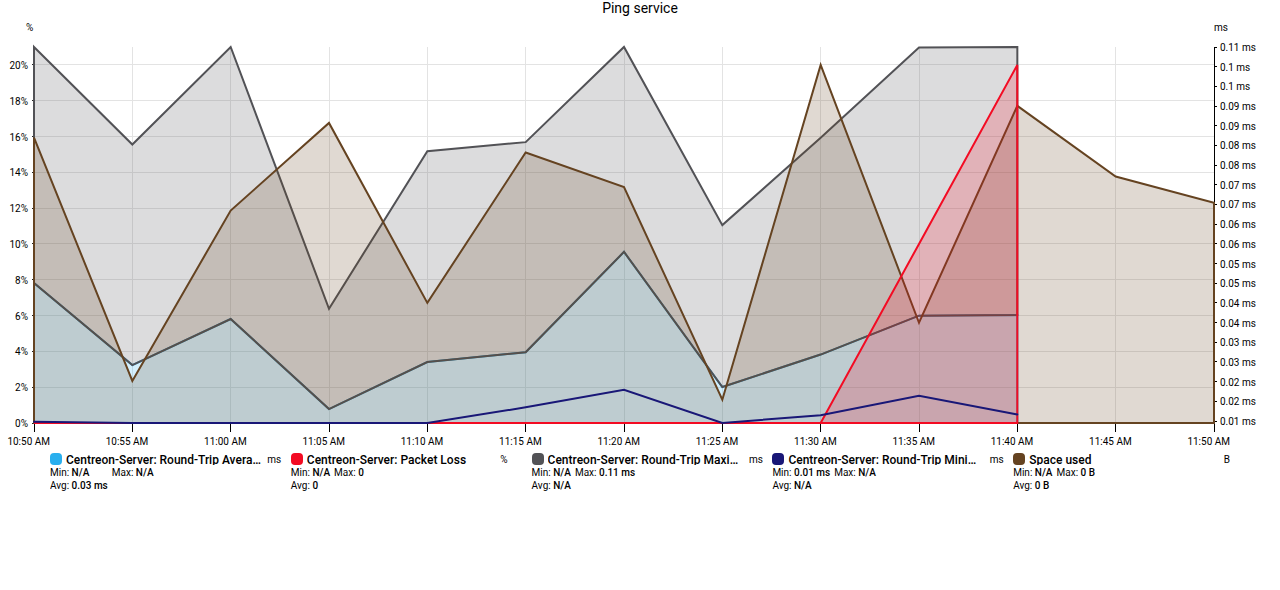 Ping service
% ms
20%
18%
16%
14%
12%
10%
8%
6%
4%
2%
0%
0.11 ms
0.1 ms
0.1 ms
0.09 ms
0.09 ms
0.08 ms
0.08 ms
0.07 ms
0.07 ms
0.06 ms
0.06 ms
0.05 ms
0.05 ms
0.04 ms
0.04 ms
0.03 ms
0.03 ms
0.02 ms
0.02 ms
0.01 ms
10:50 AM 10:55 AM 11:00 AM 11:05 AM 11:10 AM 11:15 AM 11:20 AM 11:25 AM 11:30 AM 11:35 AM 11:40 AM 11:45 AM 11:50 AM
Centreon-Server: Round-Trip Avera... ms
Min: N/A Max: N/A
Avg: 0.03 ms
Centreon-Server: Packet Loss %
Min: N/A Max: 0
Avg: 0
Centreon-Server: Round-Trip Maxi... ms
Min: N/A Max: 0.11 ms
Avg: N/A
Centreon-Server: Round-Trip Mini... ms
Min: 0.01 ms Max: N/A
Avg: N/A
Space used B
Min: N/A Max: 0 B
Avg: 0 B